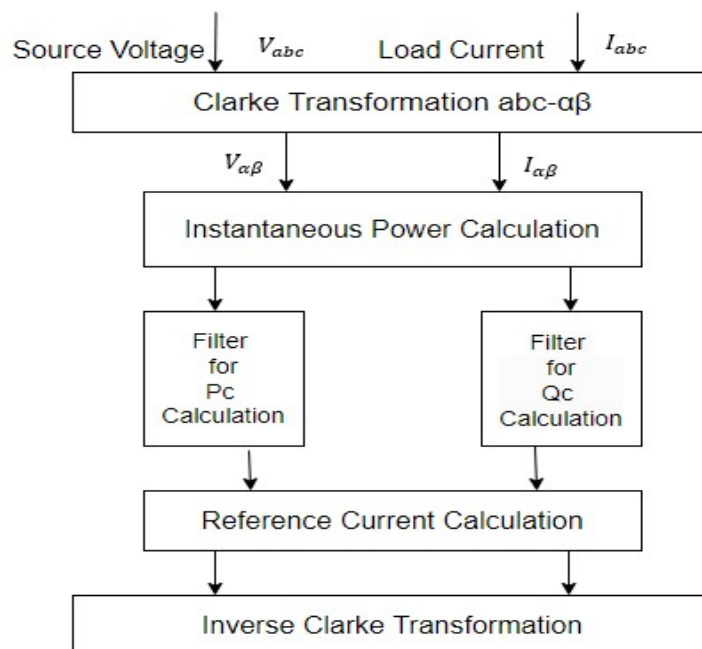 Source Voltage V_abc Load Current I_abc
Clarke Transformation abc-αβ
V_αβ I_αβ
Instantaneous Power Calculation
Filter
for
Pc
Calculation
Filter
for
Qc
Calculation
Reference Current Calculation
Inverse Clarke Transformation